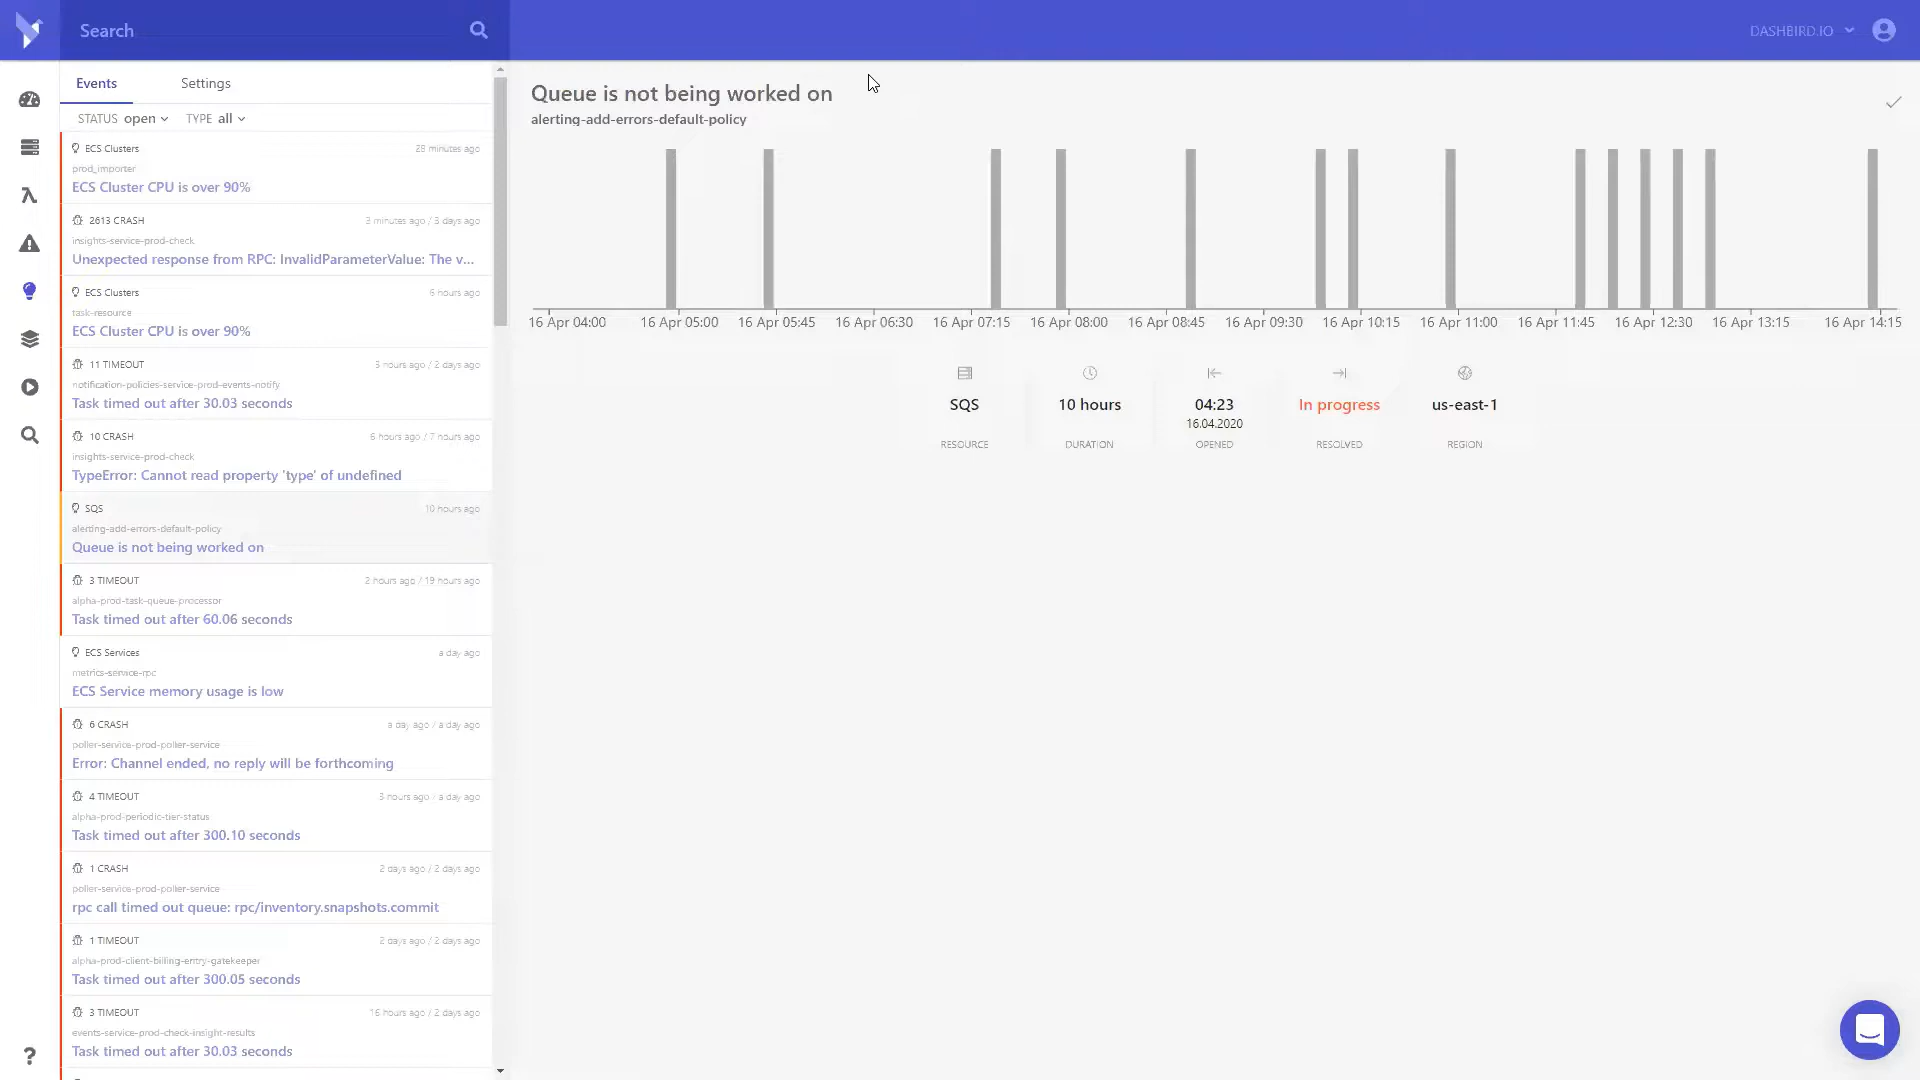 Search
DASHBIRD.IO
Events Settings
STATUS open TYPE all
ECS Clusters 28 minutes ago
prod_importer
ECS Cluster CPU is over 90%
2613 CRASH 3 minutes ago / 3 days ago
insights-service-prod-check
Unexpected response from RPC: InvalidParameterValue: The v...
ECS Clusters 6 hours ago
task-resource
ECS Cluster CPU is over 90%
11 TIMEOUT 3 hours ago / 2 days ago
notification-policies-service-prod-events-notify
Task timed out after 30.03 seconds
10 CRASH 6 hours ago / 7 hours ago
insights-service-prod-check
TypeError: Cannot read property 'type' of undefined
SQS 10 hours ago
alerting-add-errors-default-policy
Queue is not being worked on
3 TIMEOUT 2 hours ago / 19 hours ago
alpha-prod-task-queue-processor
Task timed out after 60.06 seconds
ECS Services a day ago
metrics-service-rpc
ECS Service memory usage is low
6 CRASH a day ago / a day ago
poller-service-prod-poller-service
Error: Channel ended, no reply will be forthcoming
4 TIMEOUT 3 hours ago / a day ago
alpha-prod-periodic-tier-status
Task timed out after 300.10 seconds
1 CRASH 2 days ago / 2 days ago
poller-service-prod-poller-service
rpc call timed out queue: rpc/inventory.snapshots.commit
1 TIMEOUT 2 days ago / 2 days ago
alpha-prod-client-billing-entry-gatekeeper
Task timed out after 300.05 seconds
3 TIMEOUT 16 hours ago / 2 days ago
events-service-prod-check-insight-results
Task timed out after 30.03 seconds
Queue is not being worked on
alerting-add-errors-default-policy
16 Apr 04:00 16 Apr 05:00 16 Apr 05:45 16 Apr 06:30 16 Apr 07:15 16 Apr 08:00 16 Apr 08:45 16 Apr 09:30 16 Apr 10:15 16 Apr 11:00 16 Apr 11:45 16 Apr 12:30 16 Apr 13:15 16 Apr 14:15
SQS 10 hours 04:23 In progress us-east-1
16.04.2020
RESOURCE DURATION OPENED RESOLVED REGION